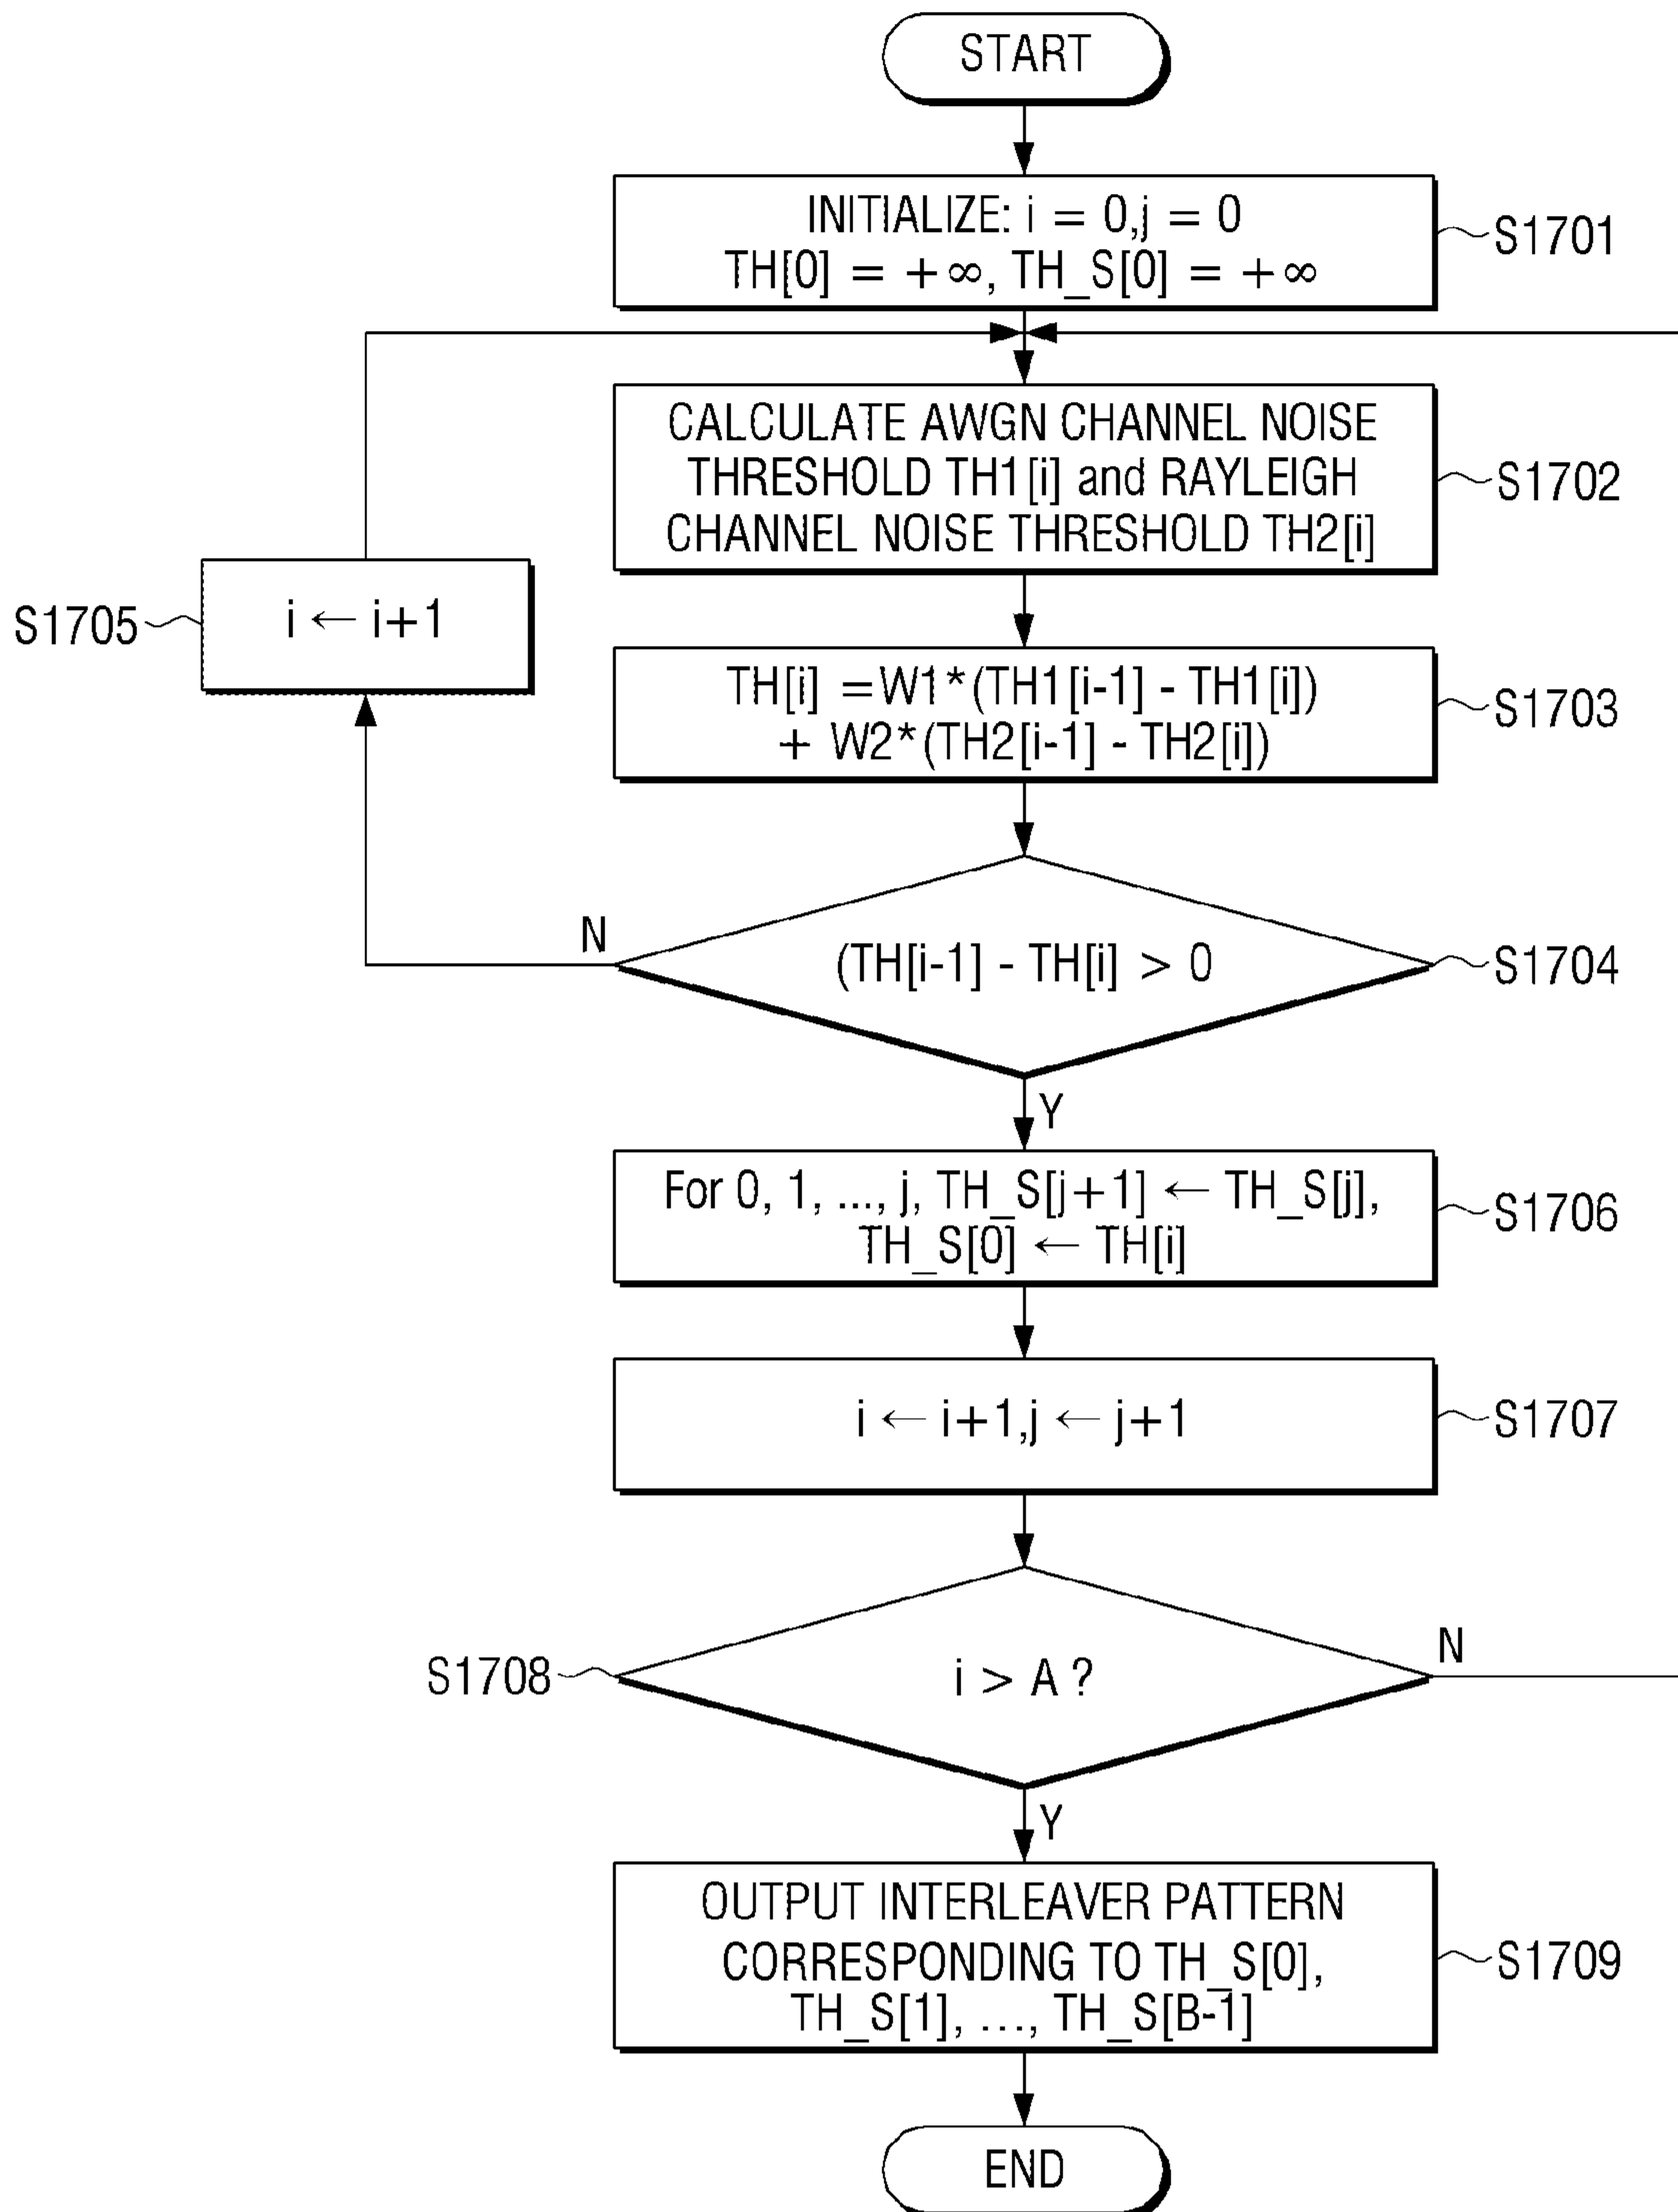 START
INITIALIZE: i = 0,j = 0
TH[0] = +∞, TH_S[0] = +∞
S1701
CALCULATE AWGN CHANNEL NOISE
THRESHOLD TH1[i] and RAYLEIGH
CHANNEL NOISE THRESHOLD TH2[i]
S1702
S1705
i ← i+1
TH[i] =W1*(TH1[i-1] - TH1[i])
+ W2*(TH2[i-1] - TH2[i])
S1703
N
(TH[i-1] - TH[i] > 0
S1704
Y
For 0, 1, ..., j, TH_S[j+1] ← TH_S[j],
TH_S[0] ← TH[i]
S1706
i ← i+1,j ← j+1
S1707
S1708
i > A ?
N
Y
OUTPUT INTERLEAVER PATTERN
CORRESPONDING TO TH_S[0],
TH_S[1], ..., TH_S[B-1]
S1709
END